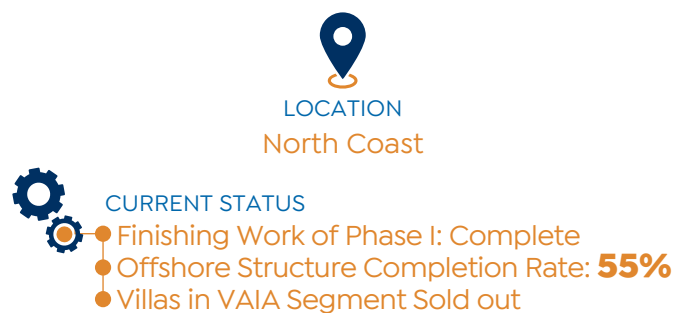 LOCATION
North Coast
CURRENT STATUS
Finishing Work of Phase I: Complete
Offshore Structure Completion Rate: 55%
Villas in VAIA Segment Sold out